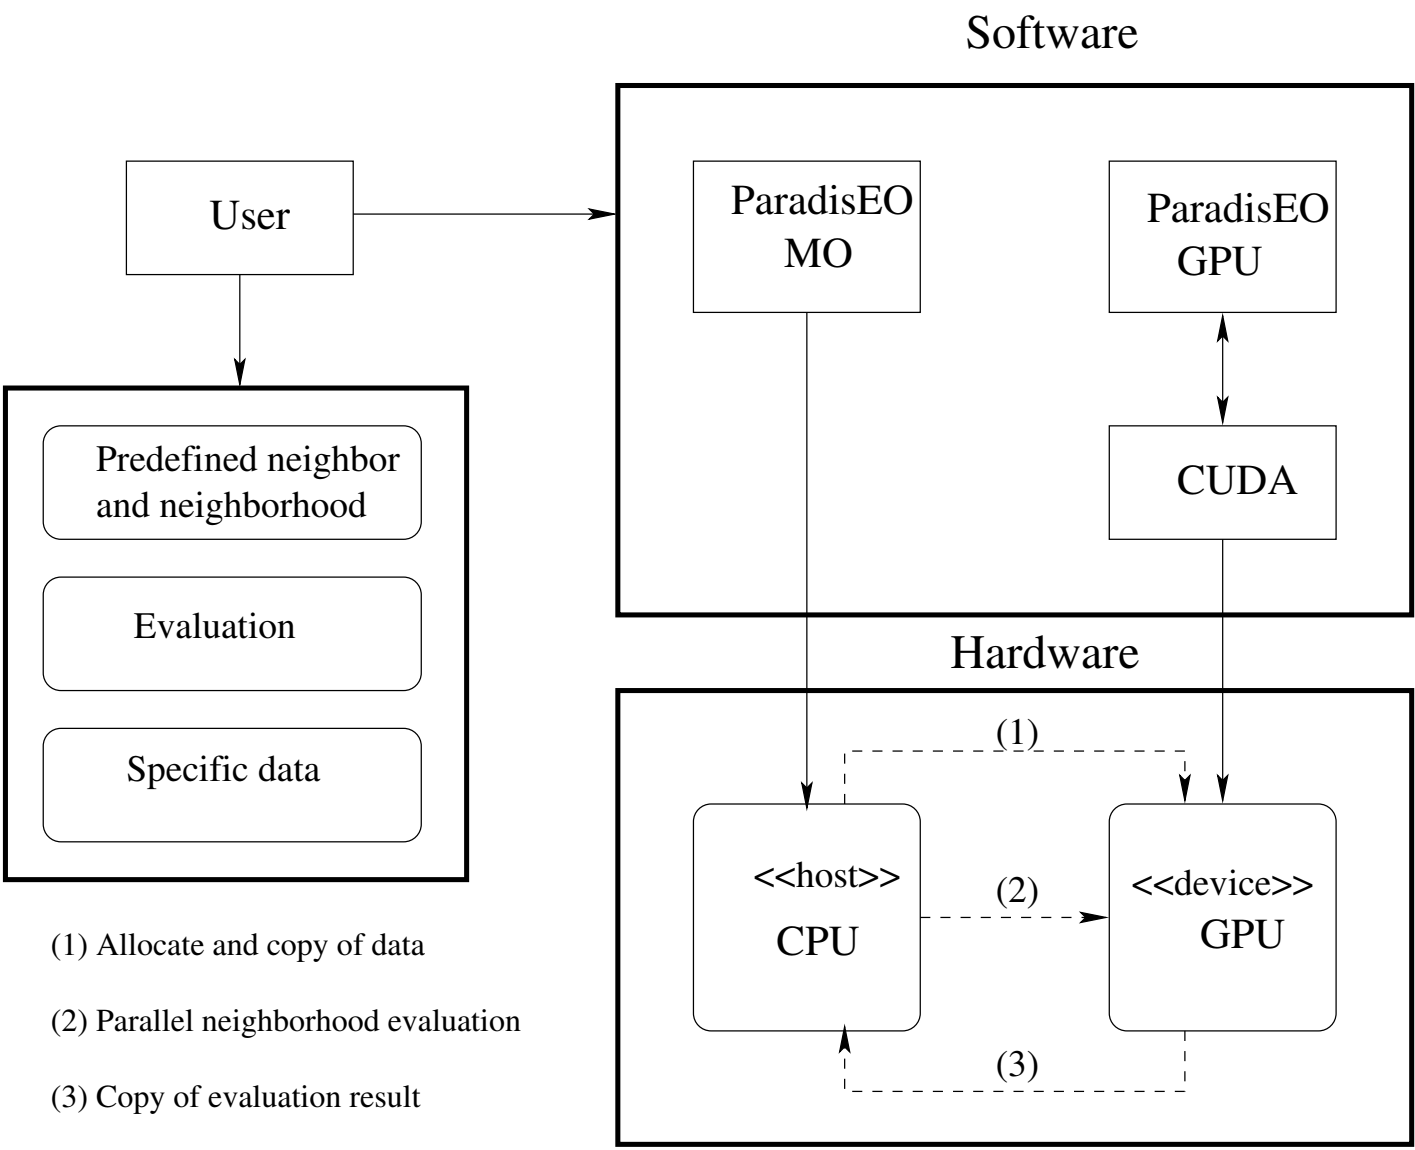 Software
User
ParadisEO
MO
ParadisEO
GPU
CUDA
Predefined neighbor
and neighborhood
Evaluation
Specific data
Hardware
(1)
<<host>>
CPU
(2)
<<device>>
GPU
(3)
(1) Allocate and copy of data
(2) Parallel neighborhood evaluation
(3) Copy of evaluation result